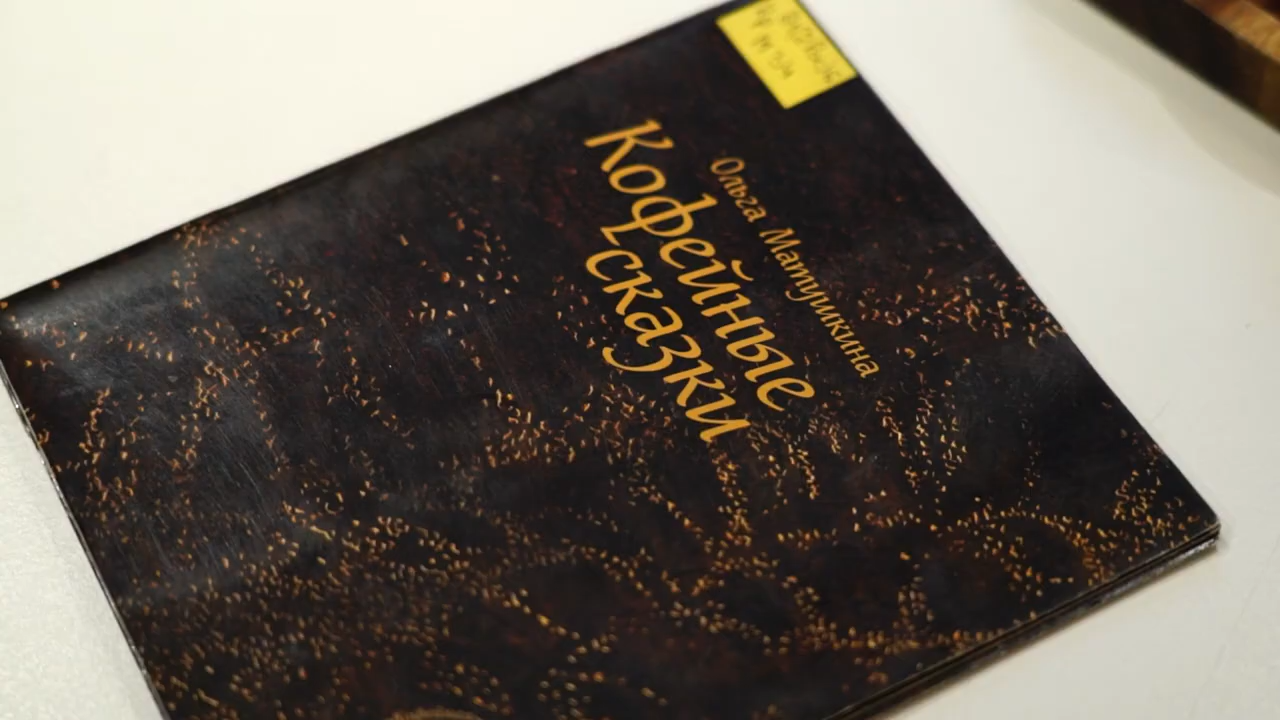 Ольга Матушкина
Кофейные
сказки